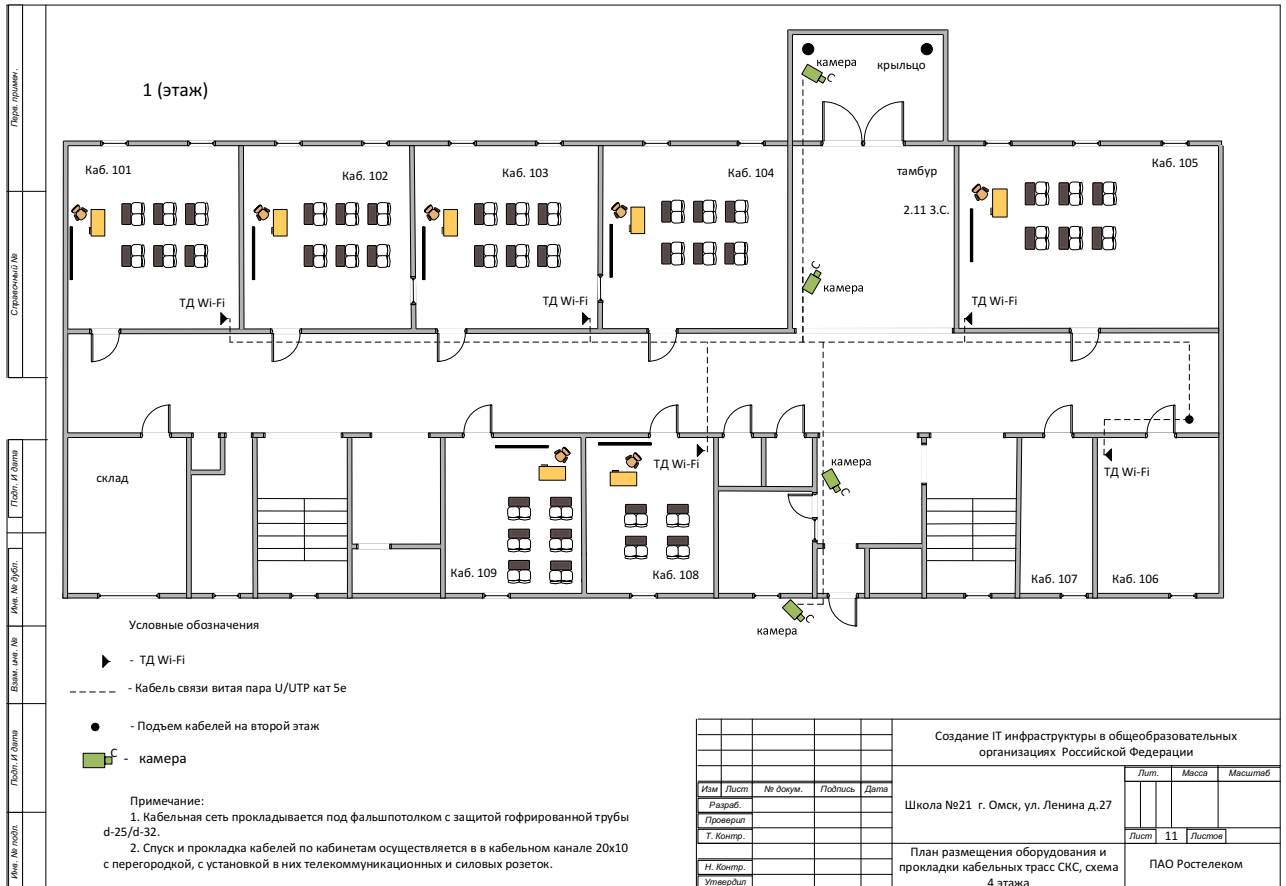 1 (этаж)
камера
крыльцо
Каб. 101
Каб. 102
Каб. 103
Каб. 104
тамбур
2.11 З.С.
Каб. 105
камера
ТД Wi-Fi
ТД Wi-Fi
ТД Wi-Fi
склад
ТД Wi-Fi
камера
ТД Wi-Fi
Каб. 109
Каб. 108
Каб. 107
Каб. 106
камера
Условные обозначения
- ТД Wi-Fi
- Кабель связи витая пара U/UTP кат 5е
- Подъем кабелей на второй этаж
C - камера
Примечание:
1. Кабельная сеть прокладывается под фальшпотолком с защитой гофрированной трубы
d-25/d-32.
2. Спуск и прокладка кабелей по кабинетам осуществляется в в кабельном канале 20х10
с перегородкой, с установкой в них телекоммуникационных и силовых розеток.
Перв. примен.
Справочный №
Подп. И дата
Инв. № дубл.
Взам. инв. №
Подп. И дата
Инв. № подл.
Создание IT инфраструктуры в общеобразовательных
организациях Российской Федерации
Изм Лист № докум. Подпись Дата
Разраб.
Проверил
Т. Контр.
Н. Контр.
Утвердил
Школа №21 г. Омск, ул. Ленина д.27
Лит. Масса Масштаб
Лист 11 Листов
План размещения оборудования и
прокладки кабельных трасс СКС, схема
4 этажа
ПАО Ростелеком